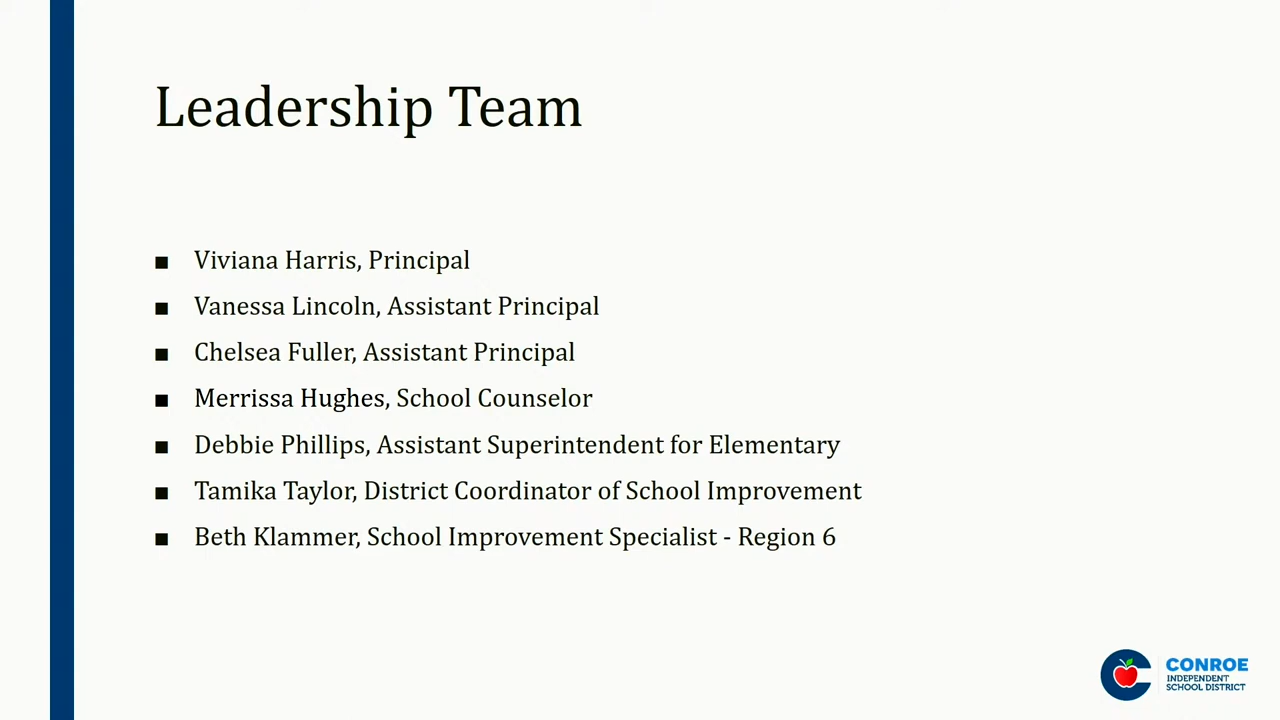 Leadership Team
■ Viviana Harris, Principal
■ Vanessa Lincoln, Assistant Principal
■ Chelsea Fuller, Assistant Principal
■ Merrissa Hughes, School Counselor
■ Debbie Phillips, Assistant Superintendent for Elementary
■ Tamika Taylor, District Coordinator of School Improvement
■ Beth Klammer, School Improvement Specialist - Region 6
CONROE
INDEPENDENT
SCHOOL DISTRICT